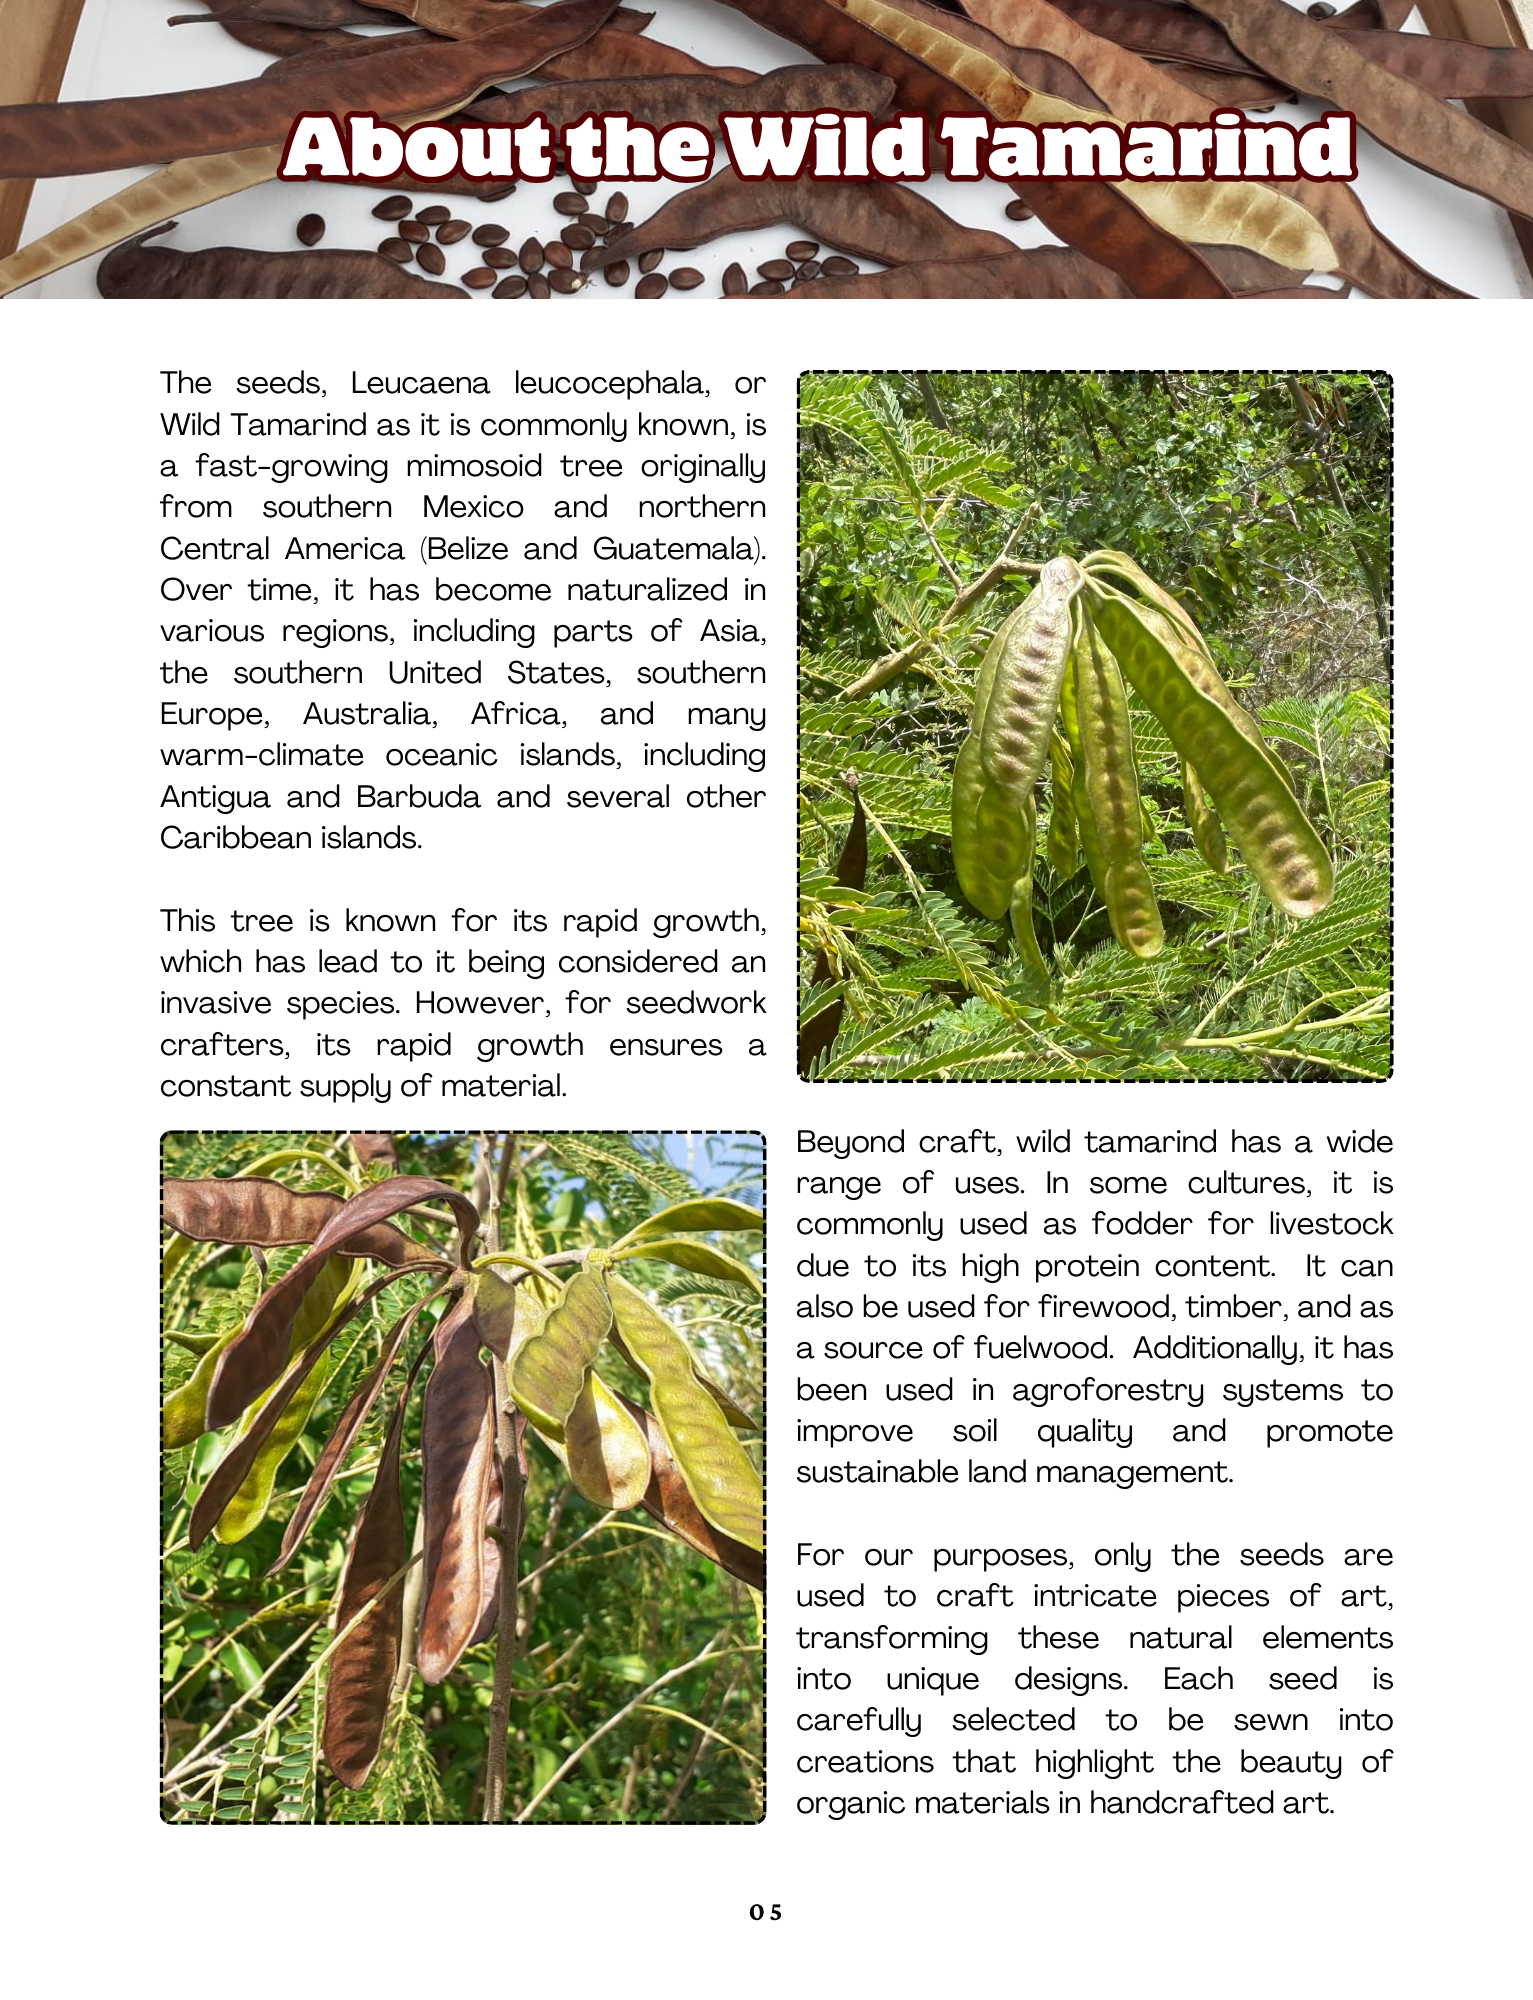 About the Wild Tamarind
The seeds, Leucaena leucocephala, or
Wild Tamarind as it is commonly known, is
a fast-growing mimosoid tree originally
from southern Mexico and northern
Central America (Belize and Guatemala).
Over time, it has become naturalized in
various regions, including parts of Asia,
the southern United States, southern
Europe, Australia, Africa, and many
warm-climate oceanic islands, including
Antigua and Barbuda and several other
Caribbean islands.
This tree is known for its rapid growth,
which has lead to it being considered an
invasive species. However, for seedwork
crafters, its rapid growth ensures a
constant supply of material.
Beyond craft, wild tamarind has a wide
range of uses. In some cultures, it is
commonly used as fodder for livestock
due to its high protein content. It can
also be used for firewood, timber, and as
a source of fuelwood. Additionally, it has
been used in agroforestry systems to
improve soil quality and promote
sustainable land management.
For our purposes, only the seeds are
used to craft intricate pieces of art,
transforming these natural elements
into unique designs. Each seed is
carefully selected to be sewn into
creations that highlight the beauty of
organic materials in handcrafted art.
05